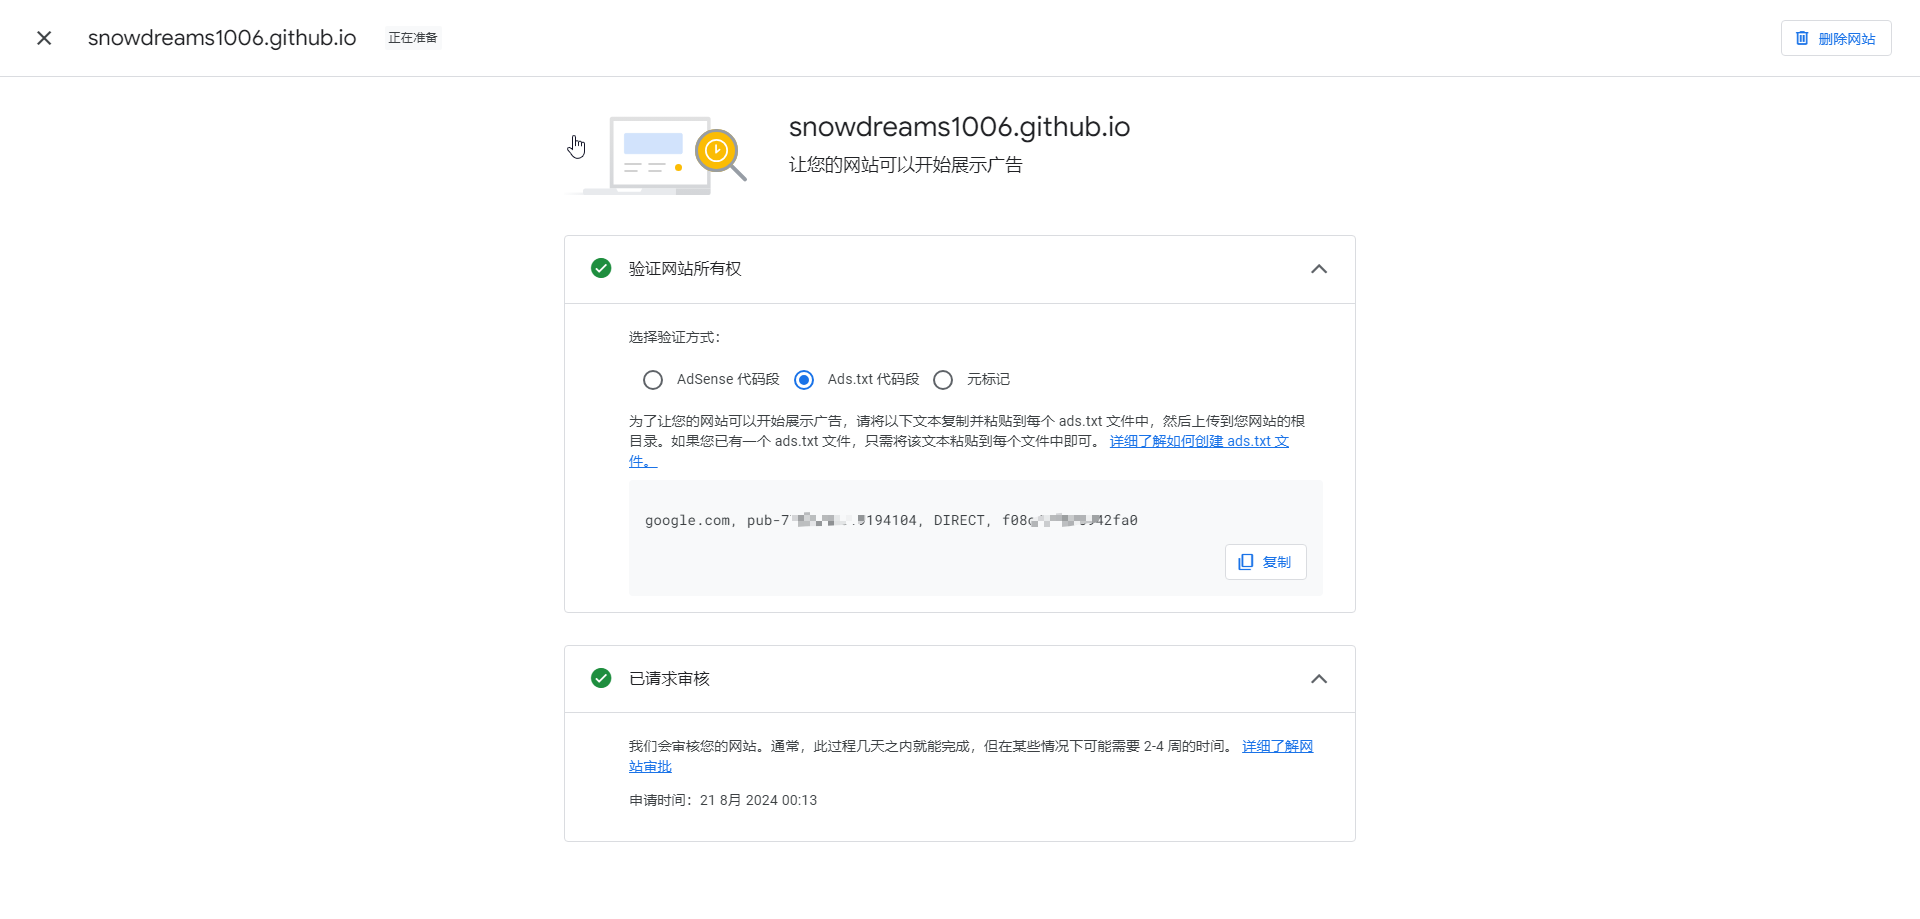 snowdreams1006.github.io
正在准备
删除网站
snowdreams1006.github.io
让您的网站可以开始展示广告
验证网站所有权
选择验证方式：
AdSense 代码段
Ads.txt 代码段
元标记
为了让您的网站可以开始展示广告，请将以下文本复制并粘贴到每个 ads.txt 文件中，然后上传到您网站的根
目录。如果您已有一个 ads.txt 文件，只需将该文本粘贴到每个文件中即可。 详细了解如何创建 ads.txt 文
件。
google.com, pub-7 9194104, DIRECT, f08 42fa0
复制
已请求审核
我们会审核您的网站。通常，此过程几天之内就能完成，但在某些情况下可能需要 2-4 周的时间。 详细了解网
站审批
申请时间：21 8月 2024 00:13